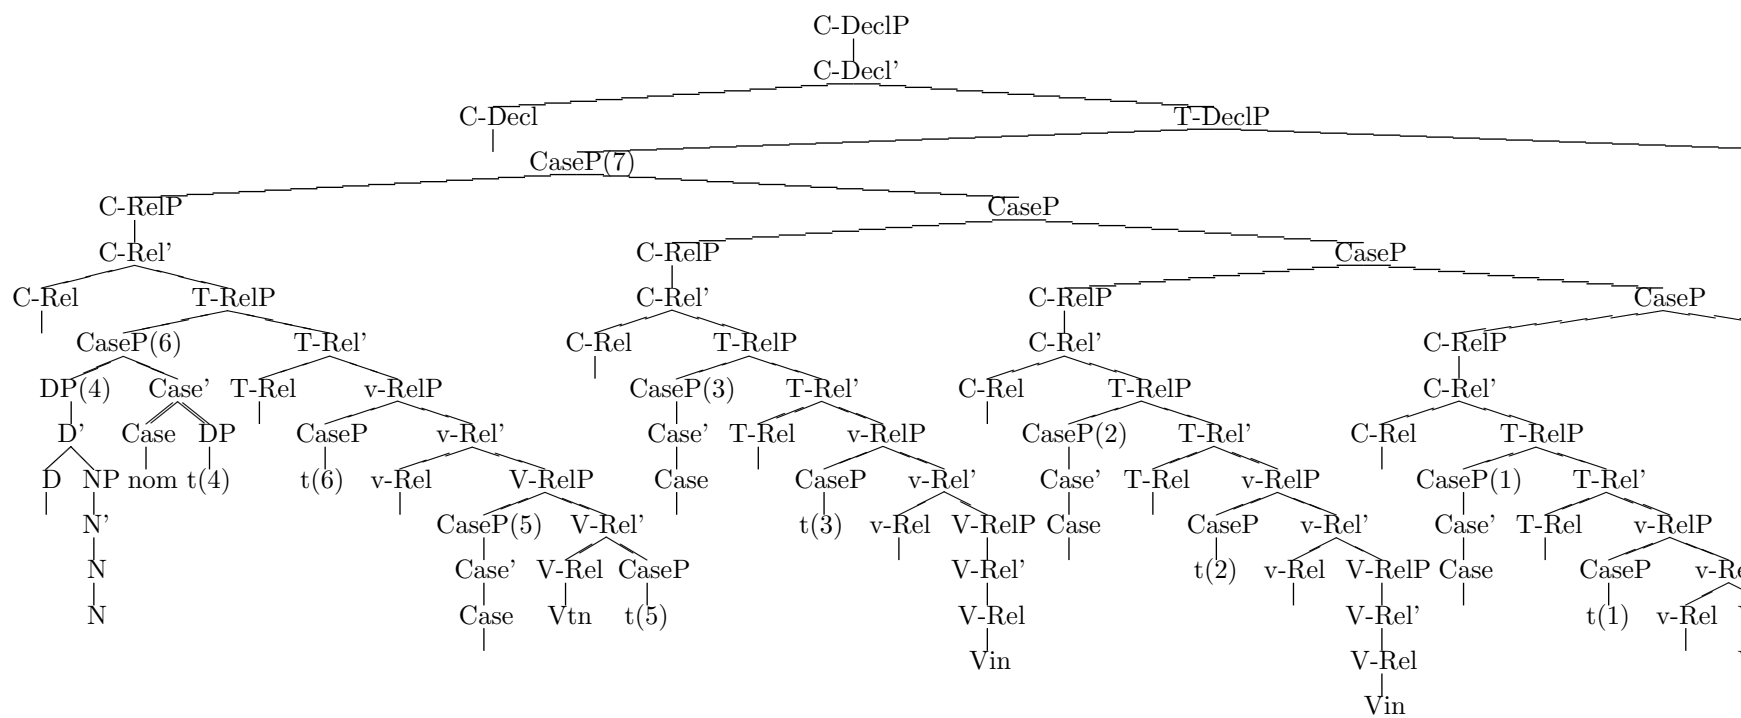 C-DeclP
C-Decl’
C-Decl T-DeclP
CaseP(7)
C-RelP CaseP
C-Rel’ C-RelP CaseP
C-Rel T-RelP C-Rel’ C-RelP CaseP
CaseP(6) T-Rel’ C-Rel T-RelP C-Rel’ C-RelP
DP(4) Case’ T-Rel v-RelP CaseP(3) T-Rel’ C-Rel T-RelP C-Rel’
D’ Case DP CaseP v-Rel’ Case’ T-Rel v-RelP CaseP(2) T-Rel’ C-Rel T-RelP
D NP nom t(4) t(6) v-Rel V-RelP Case CaseP v-Rel’ Case’ T-Rel v-RelP CaseP(1) T-Rel’
N’ CaseP(5) V-Rel’ t(3) v-Rel V-RelP Case CaseP v-Rel’ Case’ T-Rel v-RelP
N Case’ V-Rel CaseP V-Rel’ t(2) v-Rel V-RelP Case CaseP
N Case Vtn t(5) V-Rel V-Rel’ t(1) v-Rel
Vin V-Rel
Vin